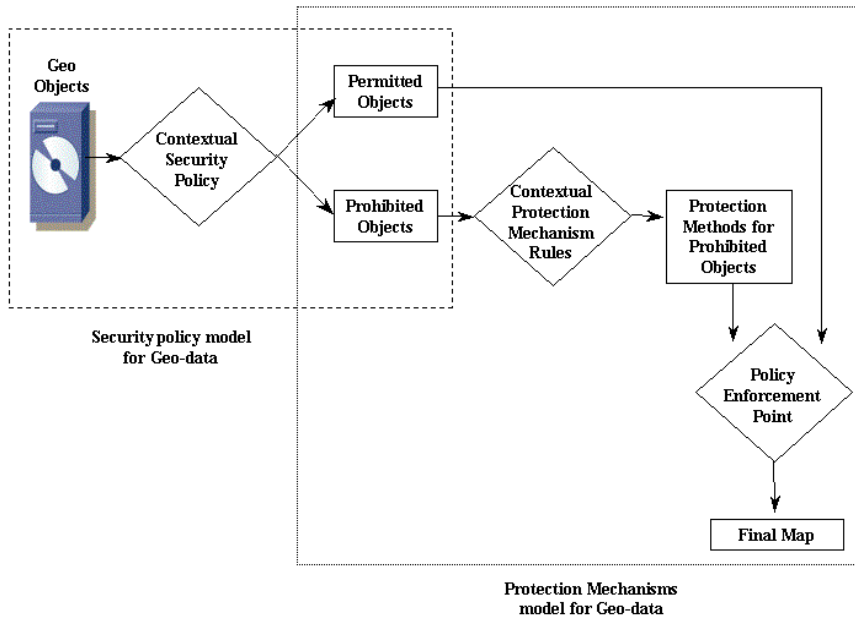 Geo
Objects
Contextual
Security
Policy
Permitted
Objects
Prohibited
Objects
Contextual
Protection
Mechanism
Rules
Protection
Methods for
Prohibited
Objects
Security policy model
for Geo-data
Policy
Enforcement
Point
Final Map
Protection Mechanisms
model for Geo-data